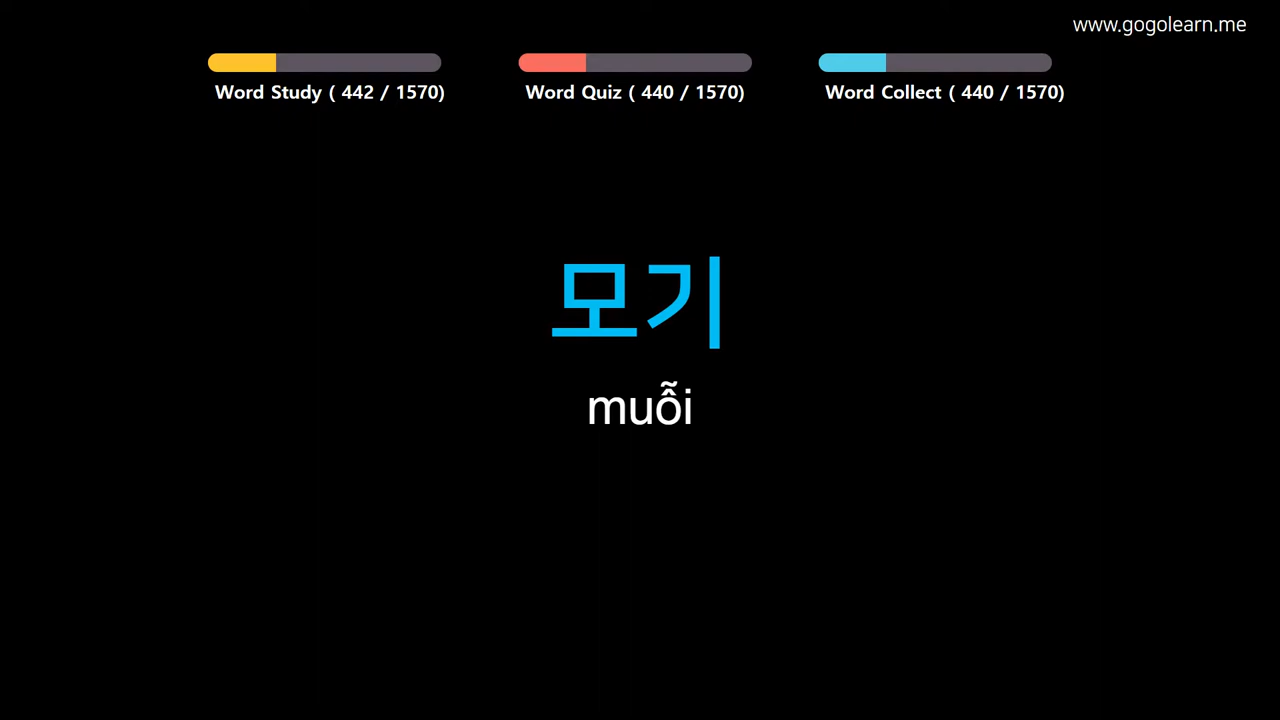 www.gogolearn.me
Word Study ( 442 / 1570)
Word Quiz ( 440 / 1570)
Word Collect ( 440 / 1570)
모기
muỗi